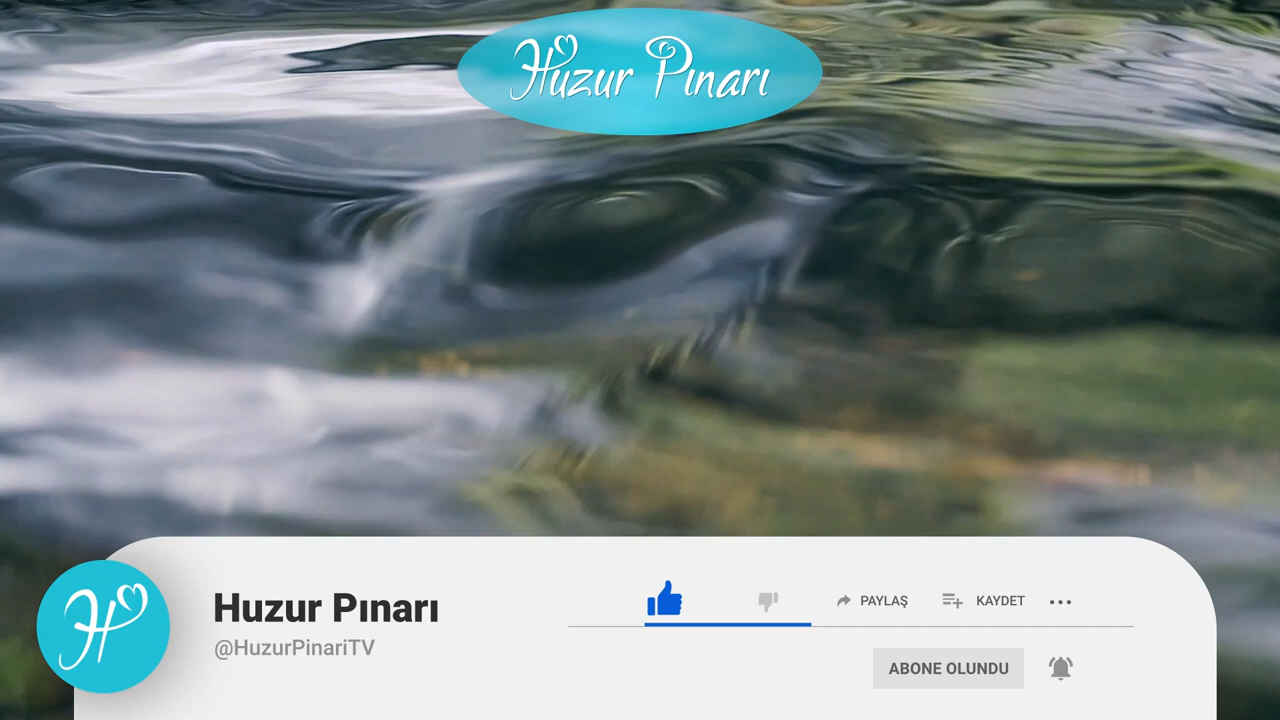 Huzur Pınarı
Huzur Pınarı
@HuzurPinariTV
PAYLAŞ
KAYDET
ABONE OLUNDU